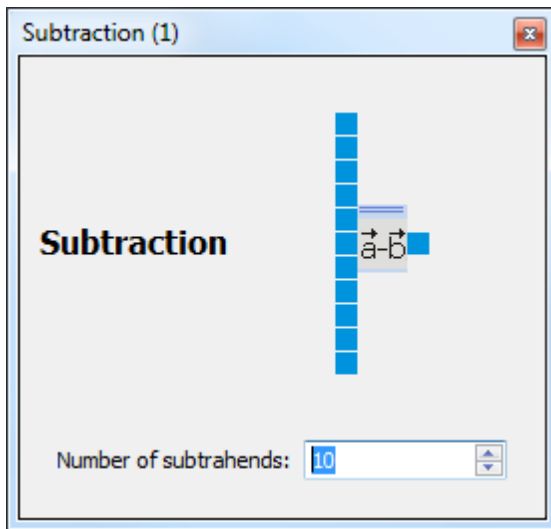 Subtraction (1)
Subtraction
a⃗-b⃗
Number of subtrahends: 10